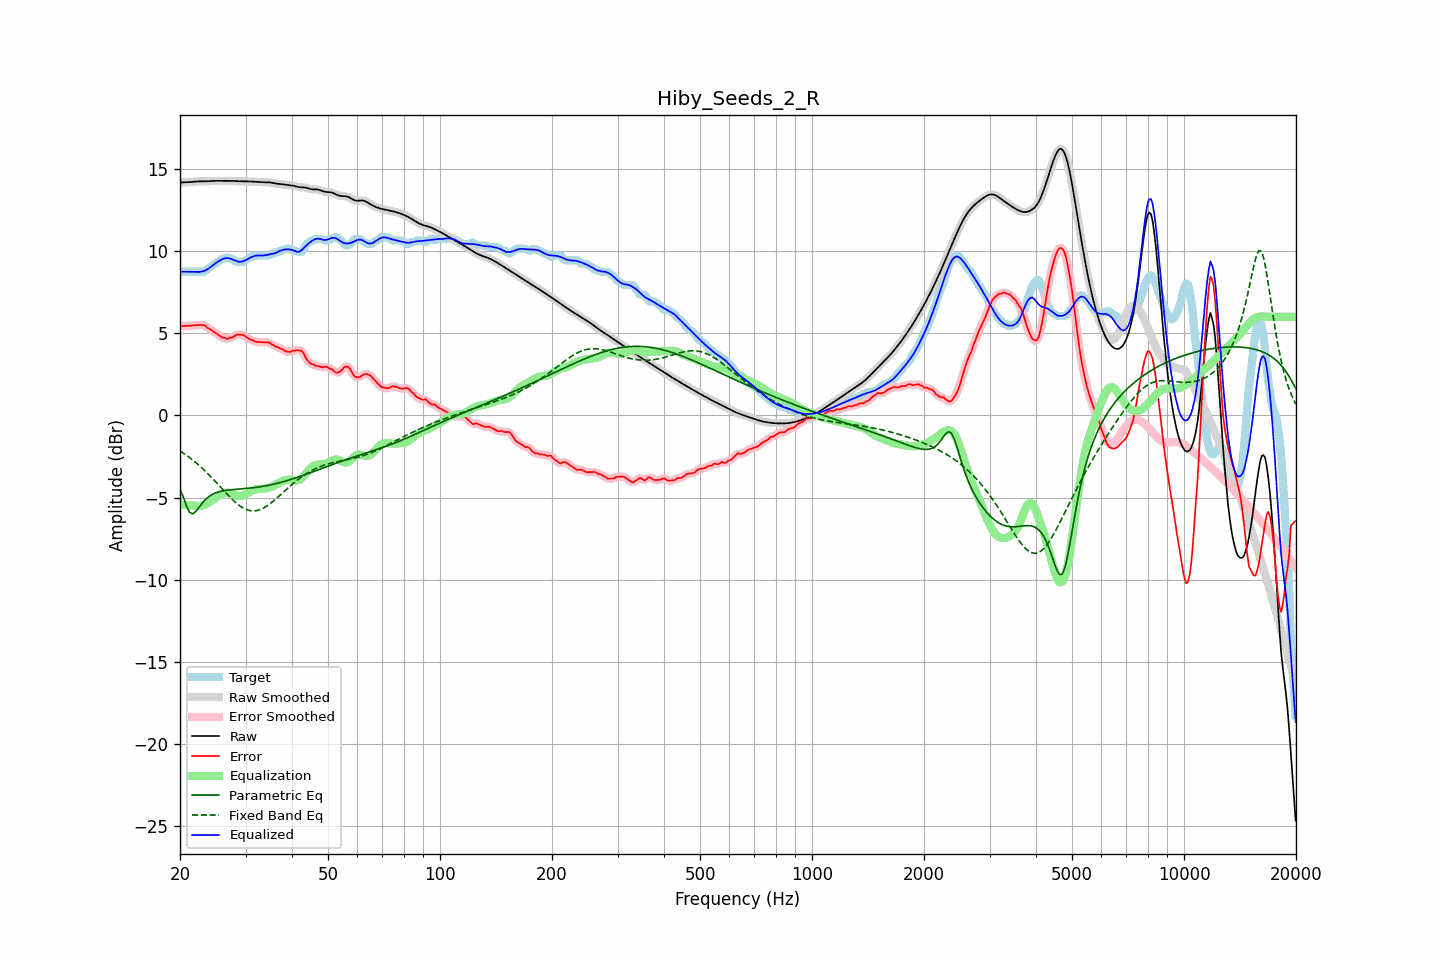 Hiby_Seeds_2_R
Amplitude (dBr)
15
10
5
0
−5
−10
−15
−20
−25
Target
Raw Smoothed
Error Smoothed
Raw
Error
Equalization
Parametric Eq
Fixed Band Eq
Equalized
20 50 100 200 500 1000 2000 5000 10000 20000
Frequency (Hz)